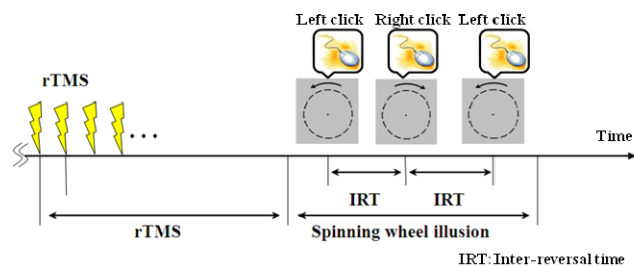 Left click Right click Left click
rTMS
...
Time
IRT IRT
rTMS Spinning wheel illusion
IRT: Inter-reversal time